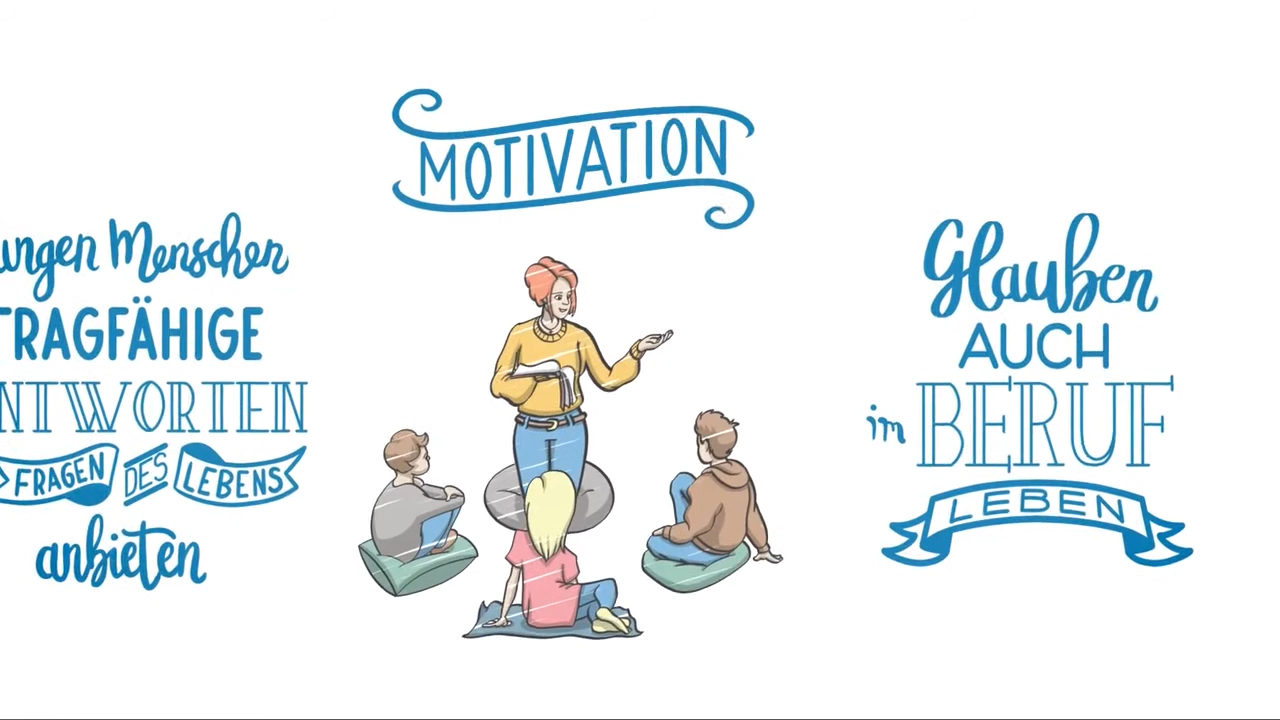 MOTIVATION
ungen Menschen
TRAGFÄHIGE
NTWORTEN
FRAGEN DES LEBENS
anbieten
Glauben
AUCH
im BERUF
LEBEN